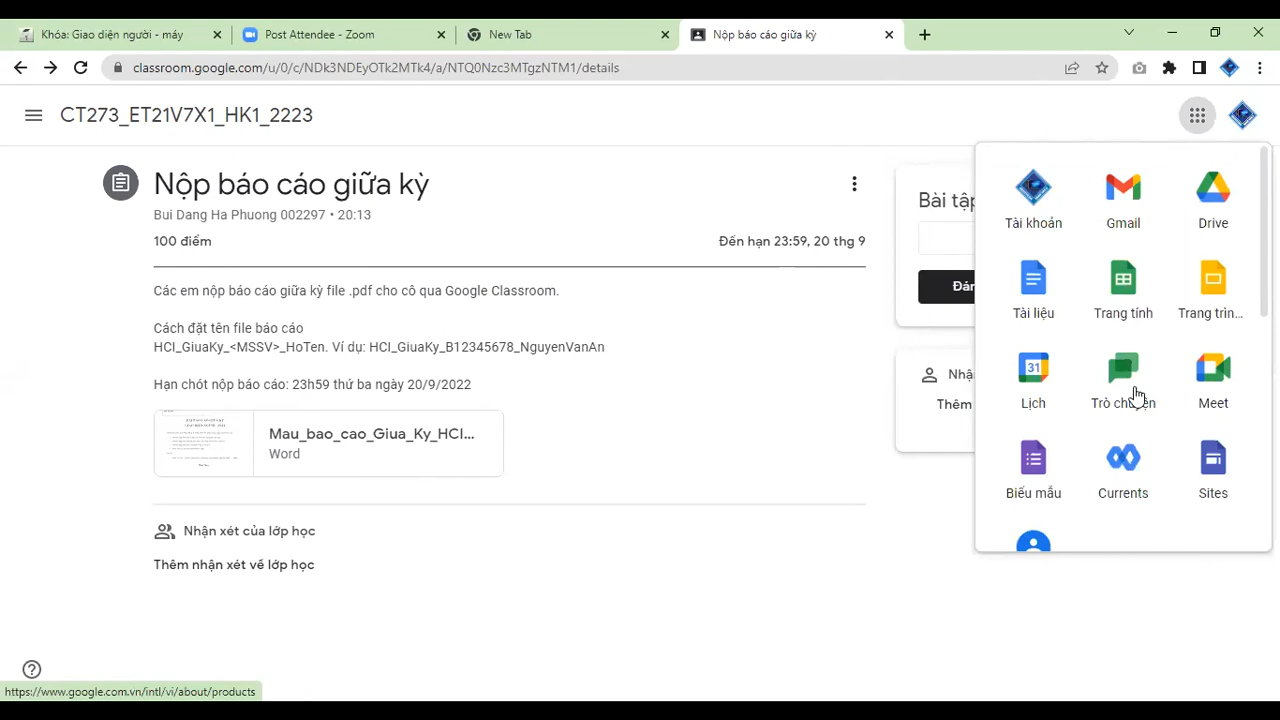 Khóa: Giao diện người - máy
Post Attendee - Zoom
New Tab
Nộp báo cáo giữa kỳ
classroom.google.com/u/0/c/NDk3NDEyOTk2MTk4/a/NTQ0Nzc3MTgzNTM1/details
CT273_ET21V7X1_HK1_2223
Nộp báo cáo giữa kỳ
Bui Dang Ha Phuong 002297 • 20:13
100 điểm
Đến hạn 23:59, 20 thg 9
Các em nộp báo cáo giữa kỳ file .pdf cho cô qua Google Classroom.
Cách đặt tên file báo cáo
HCI_GiuaKy_<MSSV>_HoTen. Ví dụ: HCI_GiuaKy_B12345678_NguyenVanAn
Hạn chót nộp báo cáo: 23h59 thứ ba ngày 20/9/2022
Mau_bao_cao_Giua_Ky_HCI...
Word
Nhận xét của lớp học
Thêm nhận xét về lớp học
Bài tập
Đán
Nhậ
Thêm
Tài khoản
Gmail
Drive
Tài liệu
Trang tính
Trang trìn...
31
Lịch
Trò chuyện
Meet
Biểu mẫu
Currents
Sites
https://www.google.com.vn/intl/vi/about/products